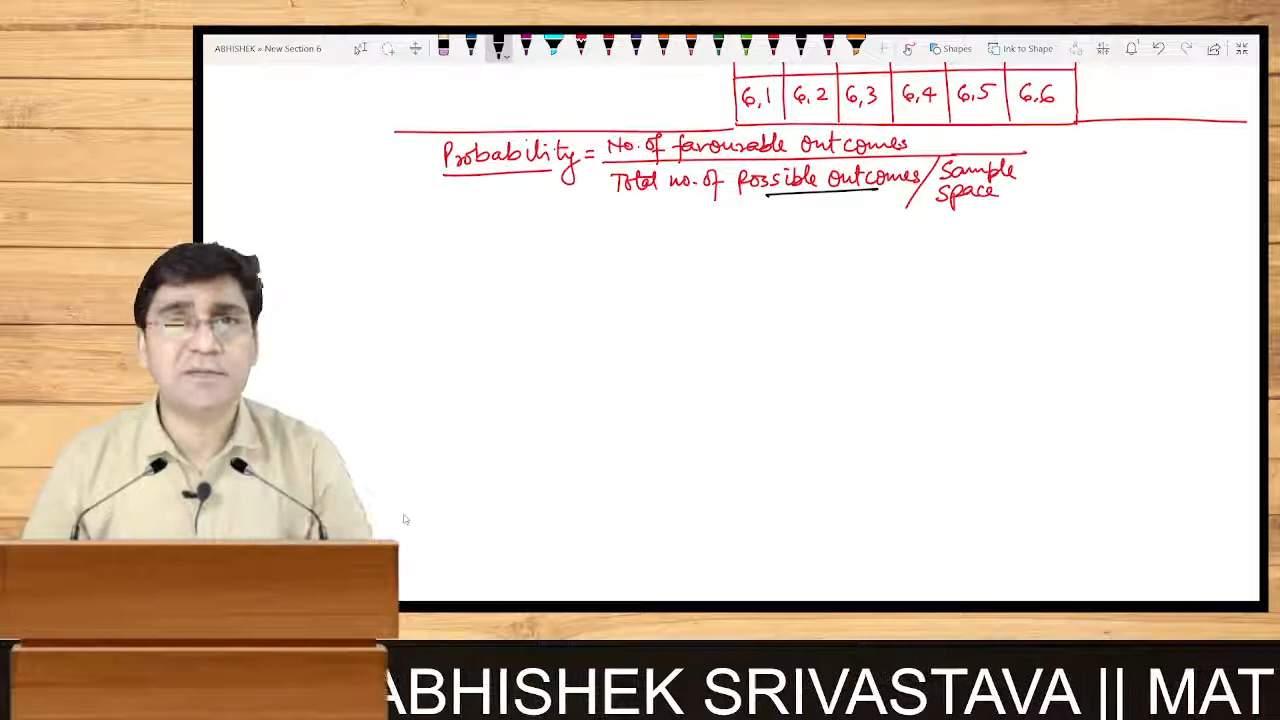 ABHISHEK » New Section 6
Shapes
Ink to Shape
6,1 6,2 6,3 6,4 6,5 6.6
Probability = No. of favourable outcomes
Total no. of possible outcomes / Sample space
ABHISHEK SRIVASTAVA || MAT